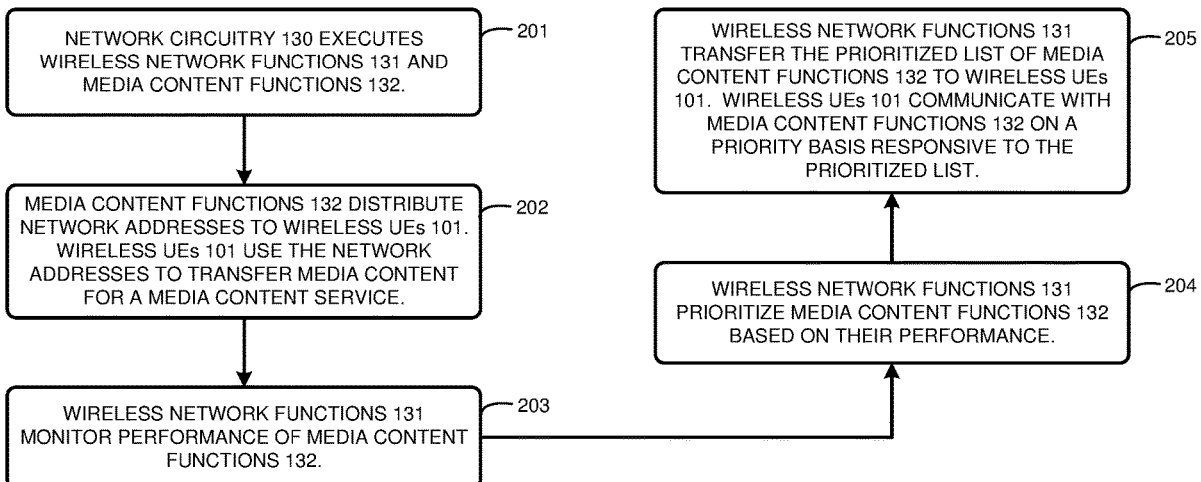 NETWORK CIRCUITRY 130 EXECUTES
WIRELESS NETWORK FUNCTIONS 131 AND
MEDIA CONTENT FUNCTIONS 132.
201
MEDIA CONTENT FUNCTIONS 132 DISTRIBUTE
NETWORK ADDRESSES TO WIRELESS UEs 101.
WIRELESS UEs 101 USE THE NETWORK
ADDRESSES TO TRANSFER MEDIA CONTENT
FOR A MEDIA CONTENT SERVICE.
202
WIRELESS NETWORK FUNCTIONS 131
MONITOR PERFORMANCE OF MEDIA CONTENT
FUNCTIONS 132.
203
WIRELESS NETWORK FUNCTIONS 131
PRIORITIZE MEDIA CONTENT FUNCTIONS 132
BASED ON THEIR PERFORMANCE.
204
WIRELESS NETWORK FUNCTIONS 131
TRANSFER THE PRIORITIZED LIST OF MEDIA
CONTENT FUNCTIONS 132 TO WIRELESS UEs
101. WIRELESS UEs 101 COMMUNICATE WITH
MEDIA CONTENT FUNCTIONS 132 ON A
PRIORITY BASIS RESPONSIVE TO THE
PRIORITIZED LIST.
205